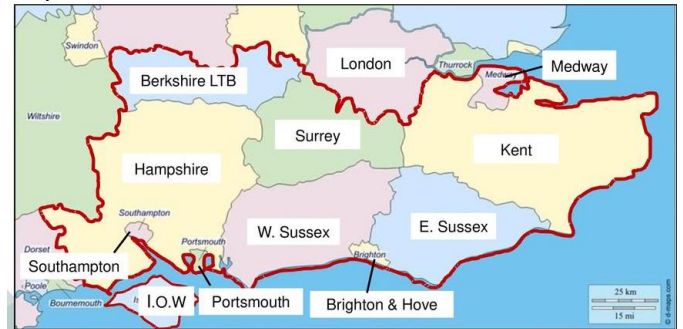 Swindon
London
Thurrock
Medway
Medway
Berkshire LTB
Wiltshire
Surrey
Kent
Hampshire
Southampton
W. Sussex
E. Sussex
Portsmouth
Brighton
Dorset
Southampton
Poole
Bournemouth
I.O.W
Portsmouth
Brighton & Hove
25 km
15 mi
© d-maps.com